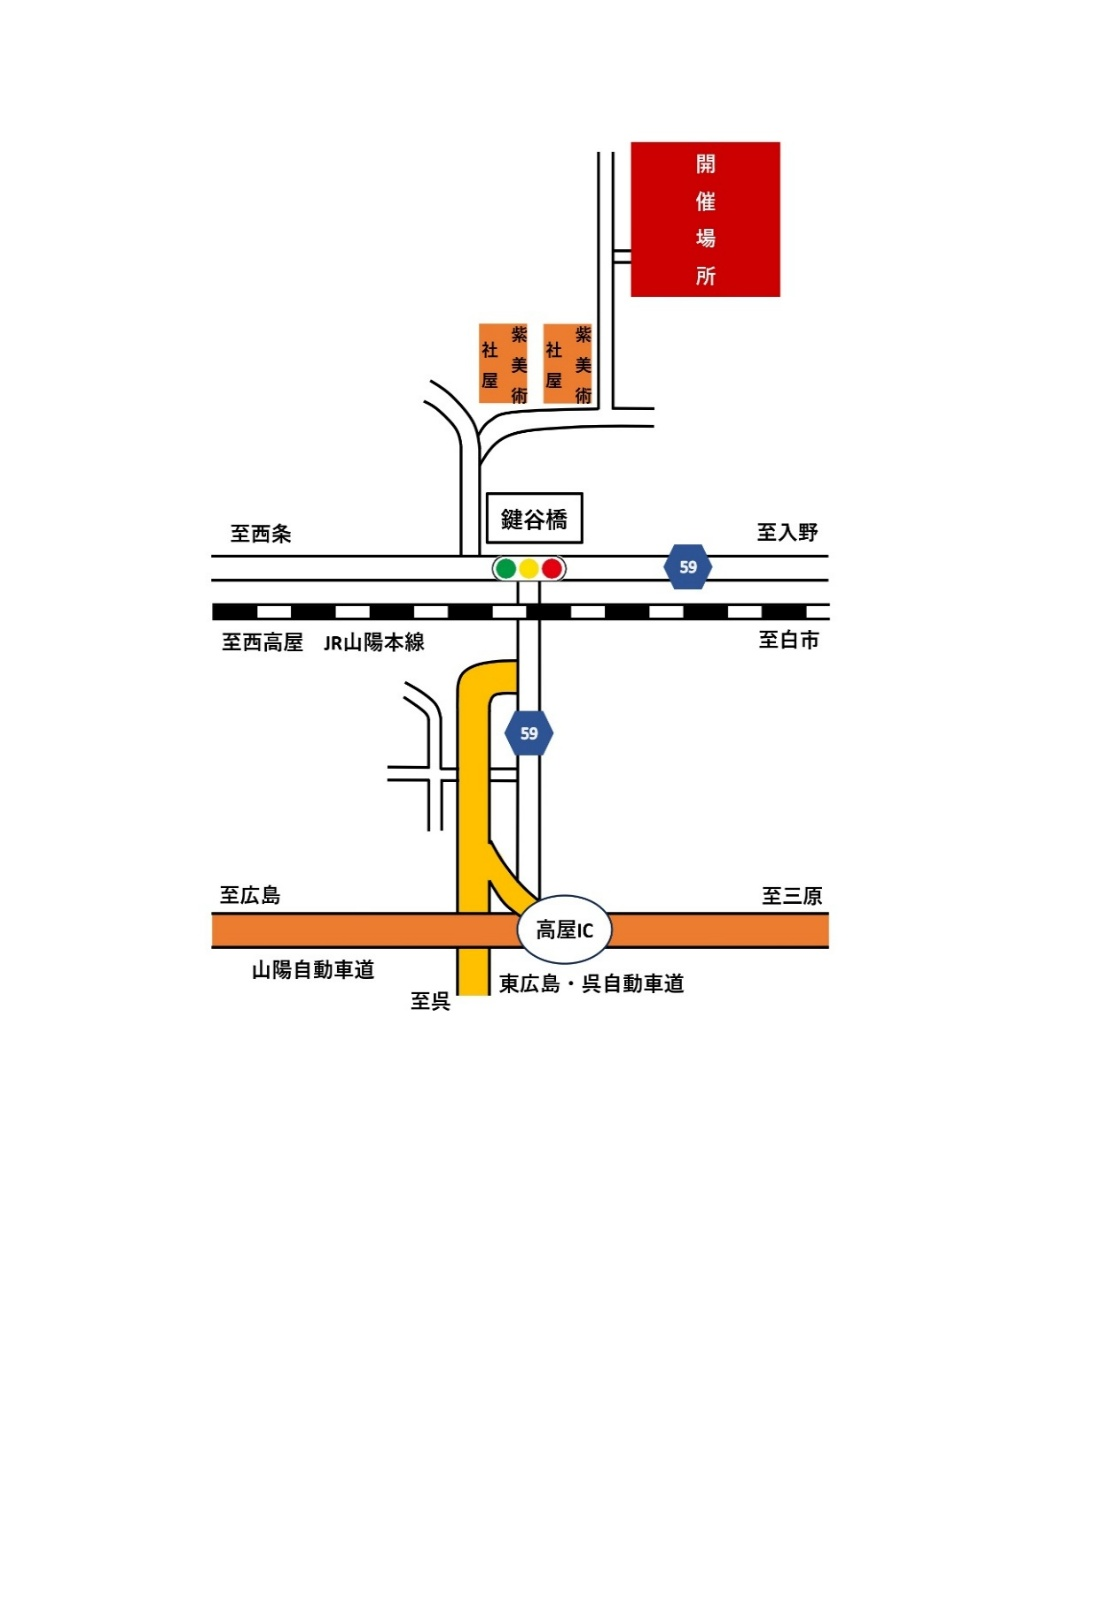 開催場所
紫美術
社屋
紫美術
社屋
鍵谷橋
至西条
至入野
59
至西高屋 JR山陽本線
至白市
59
至広島
至三原
高屋IC
山陽自動車道
東広島・呉自動車道
至呉